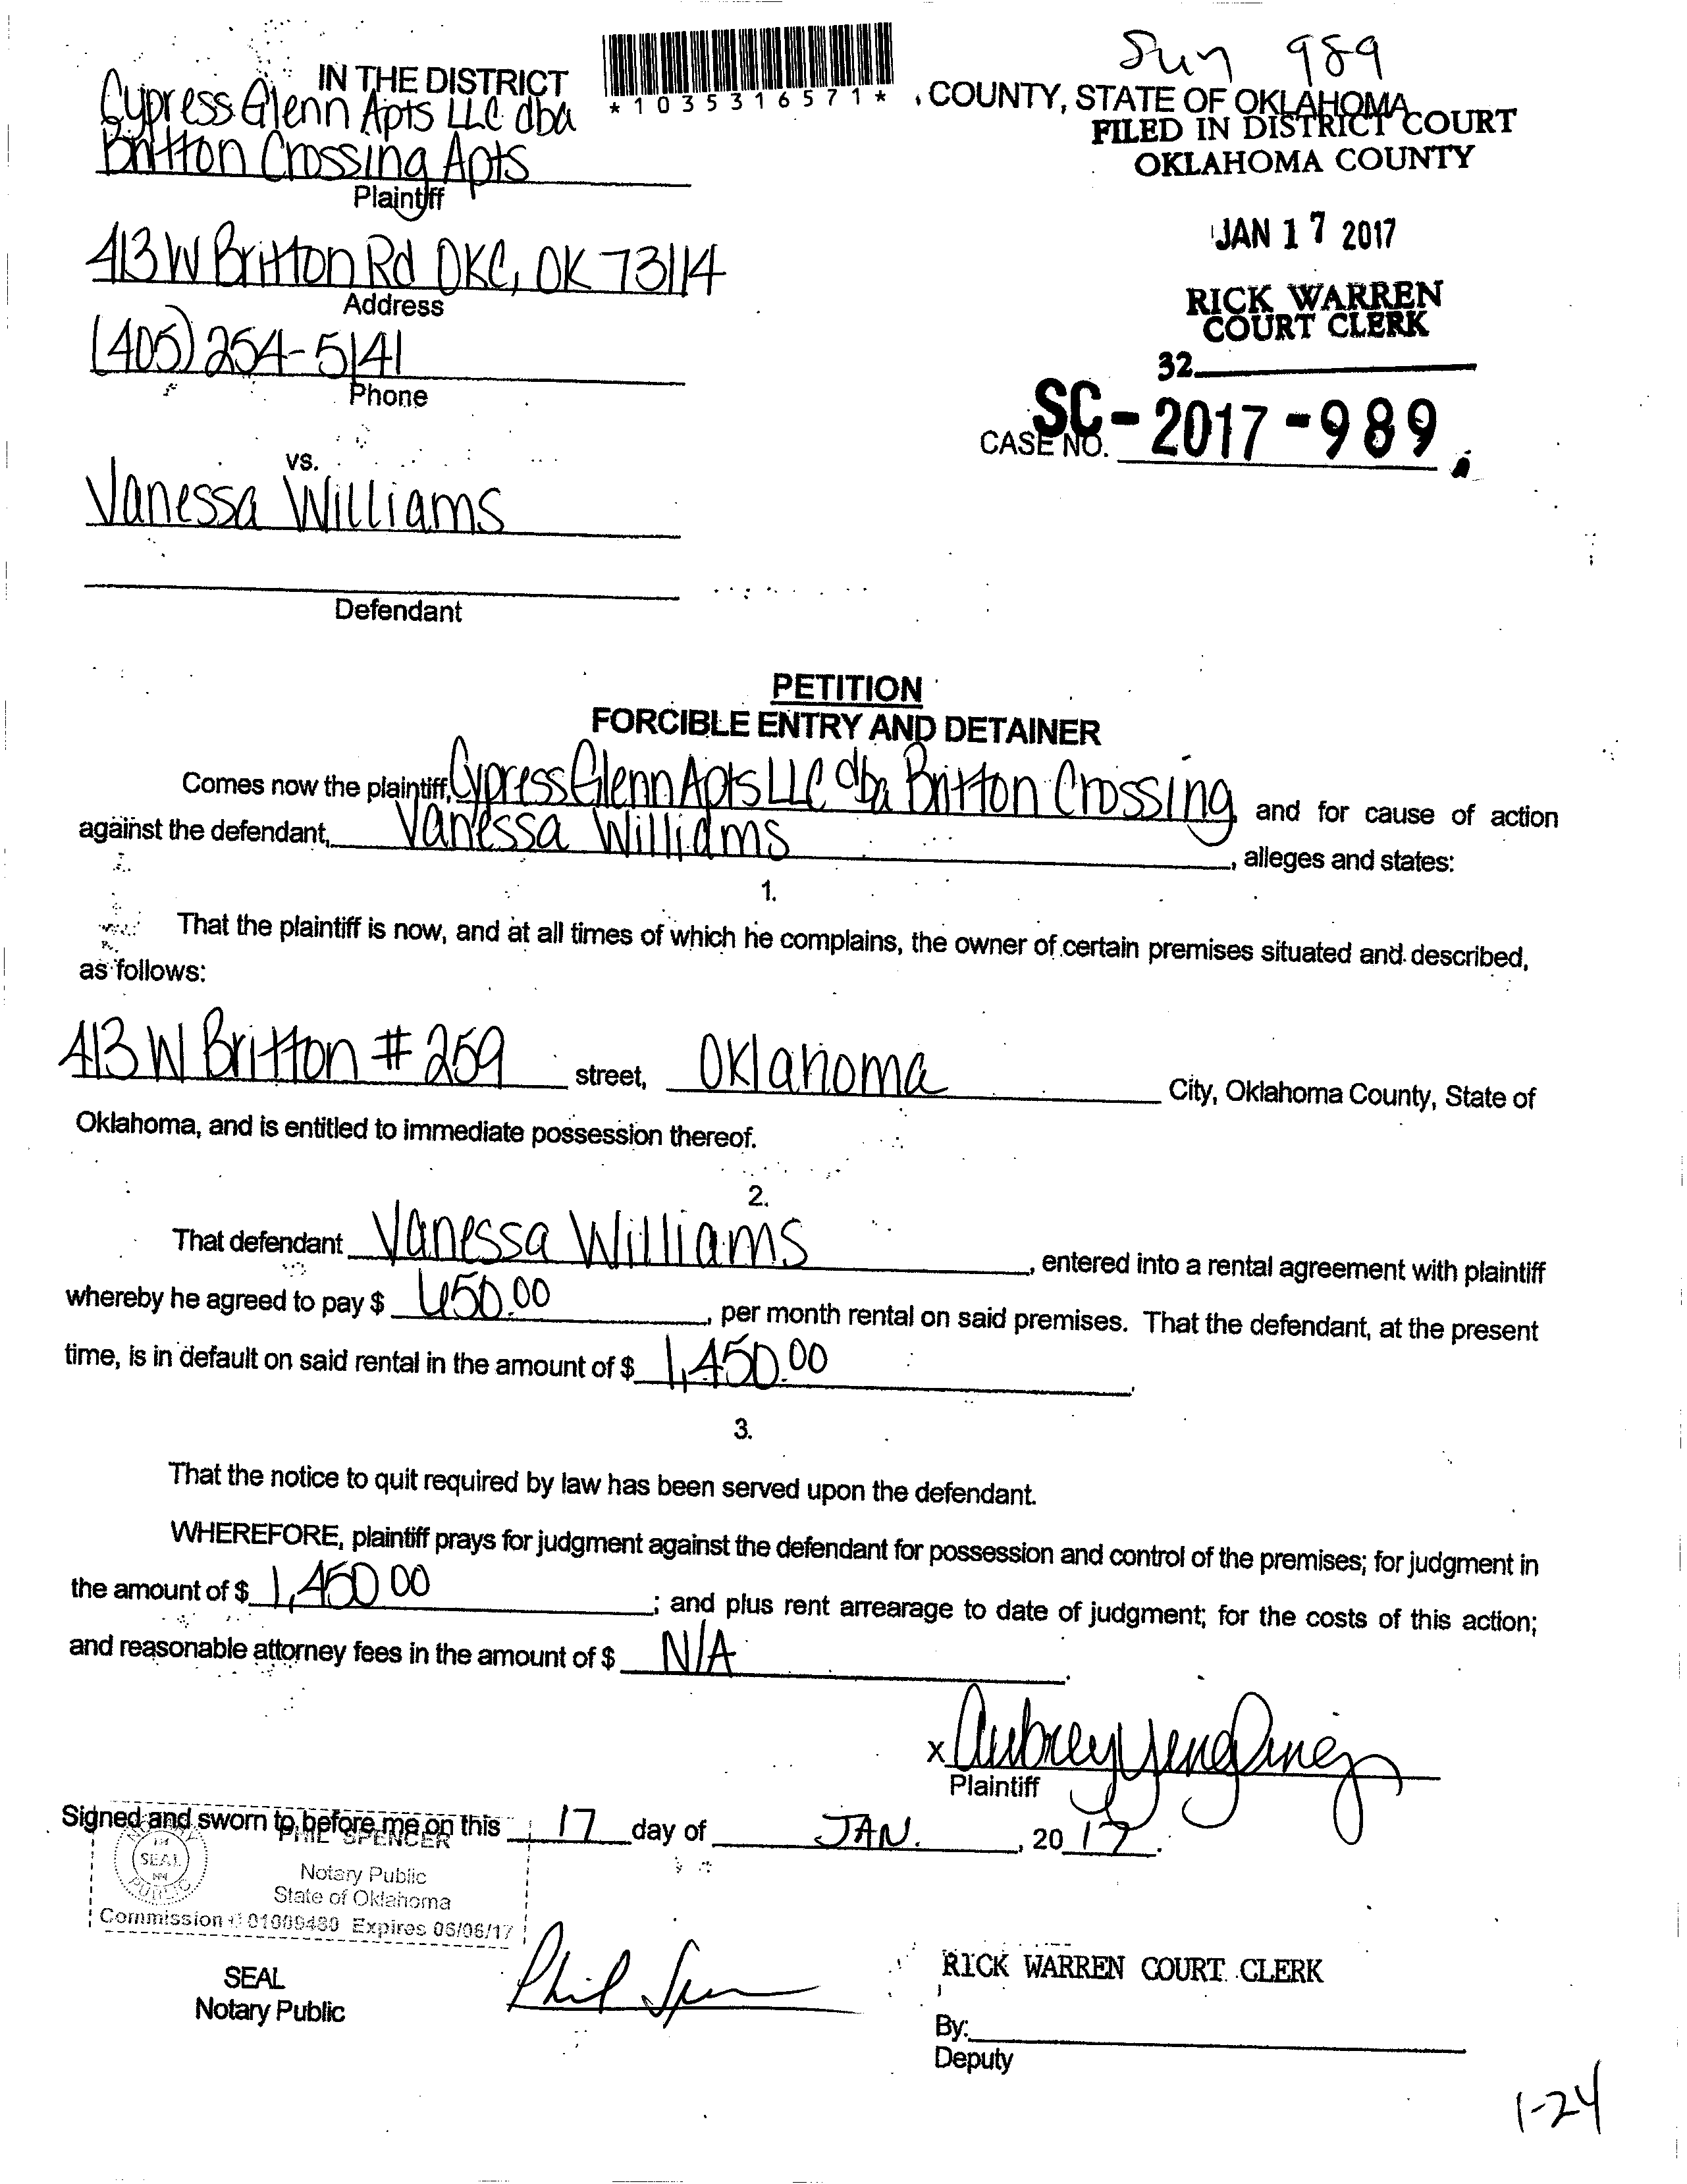 Sun 989
IN THE DISTRICT
*1035316571*
, COUNTY, STATE OF OKLAHOMA
Cypress Glenn Apts LLC dba
Britton Crossing Apts
Plaintiff
FILED IN DISTRICT COURT
OKLAHOMA COUNTY
JAN 17 2017
RICK WARREN
COURT CLERK
32
413 W Britton Rd OKC, OK 73114
Address
(405) 254-5141
Phone
CASE NO. SC-2017-989
vs.
Vanessa Williams
Defendant
PETITION
FORCIBLE ENTRY AND DETAINER
Comes now the plaintiff, Cypress Glenn Apts LLC dba Britton Crossing and for cause of action
against the defendant, Vanessa Williams, alleges and states:
1.
That the plaintiff is now, and at all times of which he complains, the owner of certain premises situated and described,
as follows:
413 W Britton # 259 street, Oklahoma City, Oklahoma County, State of
Oklahoma, and is entitled to immediate possession thereof.
2.
That defendant Vanessa Williams, entered into a rental agreement with plaintiff
whereby he agreed to pay $ 650.00, per month rental on said premises. That the defendant, at the present
time, is in default on said rental in the amount of $ 1,450.00.
3.
That the notice to quit required by law has been served upon the defendant.
WHEREFORE, plaintiff prays for judgment against the defendant for possession and control of the premises; for judgment in
the amount of $ 1,450.00; and plus rent arrearage to date of judgment; for the costs of this action;
and reasonable attorney fees in the amount of $ N/A.
x Aubrey
Plaintiff
Signed and sworn to before me on this 17 day of JAN., 2017.
PHIL SPENCER
SEAL
PUBLIC
Notary Public
State of Oklahoma
Commission # 01009480 Expires 06/06/17
SEAL
Notary Public
Phil Spencer
RICK WARREN COURT CLERK
By:
Deputy
1-24